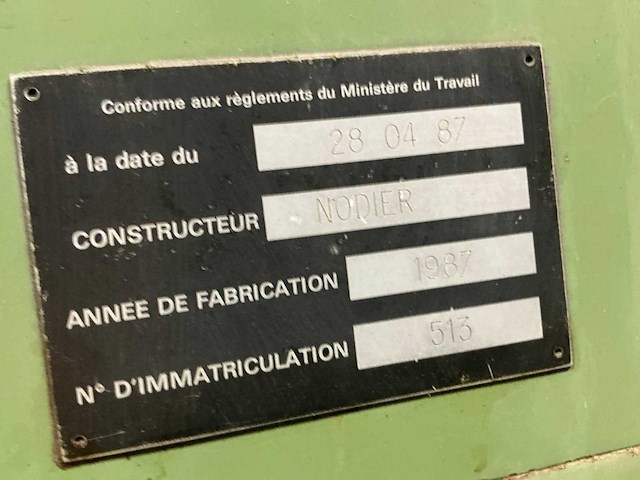 Conforme aux règlements du Ministère du Travail
à la date du 28 04 87
CONSTRUCTEUR NODIER
ANNEE DE FABRICATION 1987
N° D'IMMATRICULATION 513